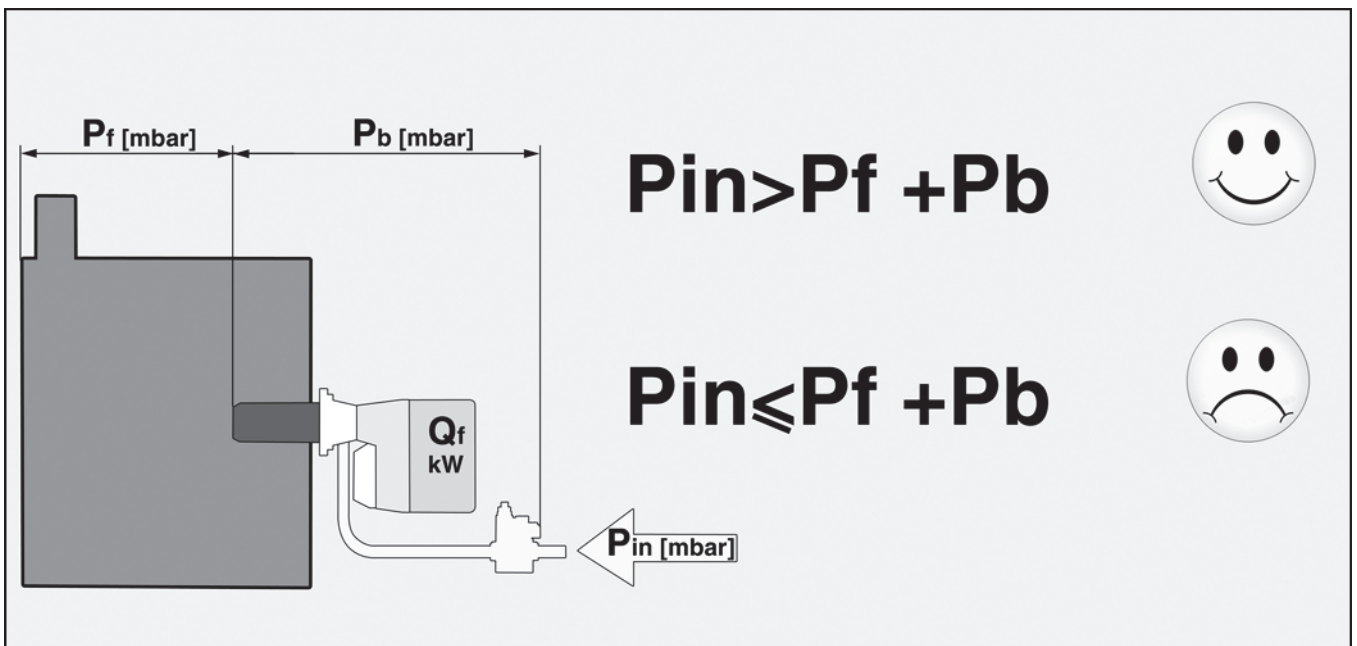 Pf [mbar]
Pb [mbar]
Pin>Pf +Pb
Pin⩽Pf +Pb
Qf
kW
Pin [mbar]